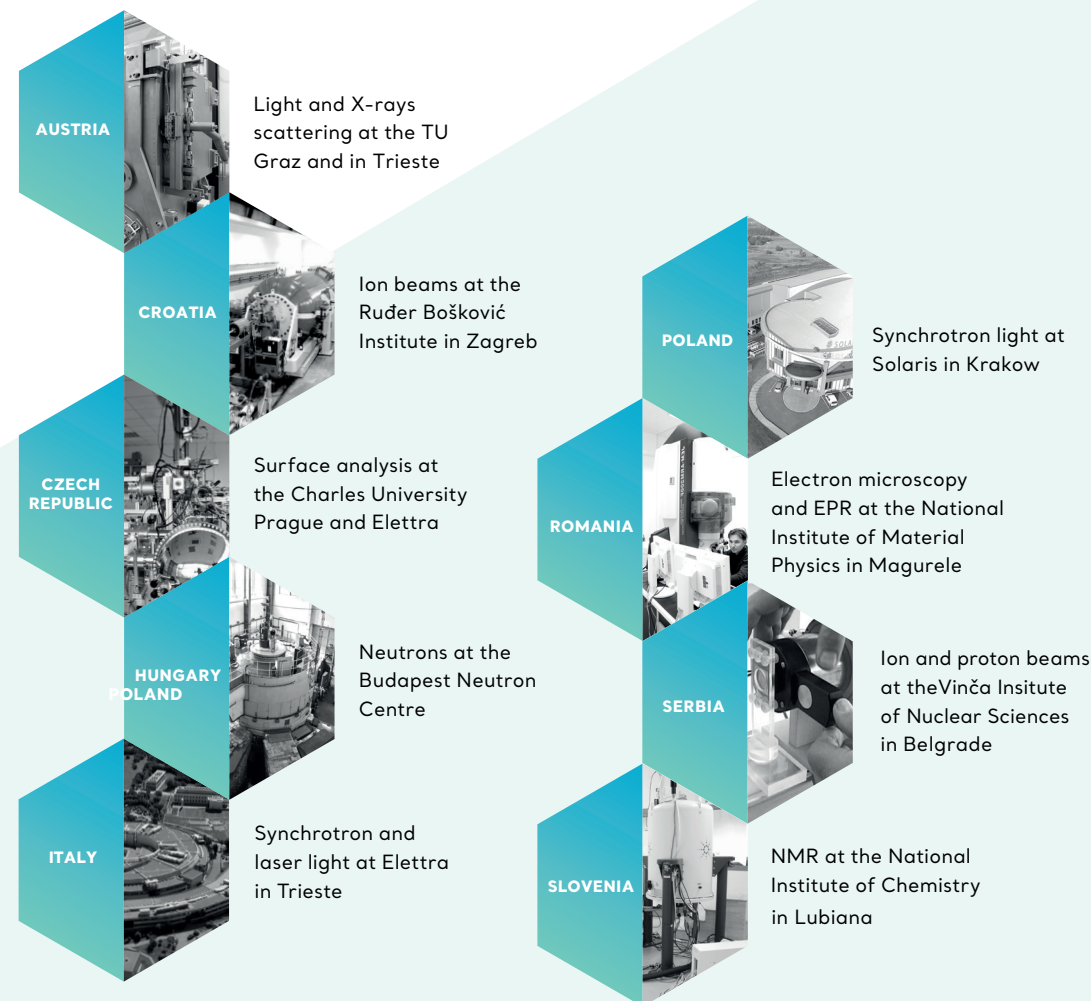 AUSTRIA
Light and X-rays
scattering at the TU
Graz and in Trieste
CROATIA
Ion beams at the
Ruđer Bošković
Institute in Zagreb
CZECH
REPUBLIC
Surface analysis at
the Charles University
Prague and Elettra
HUNGARY
POLAND
Neutrons at the
Budapest Neutron
Centre
ITALY
Synchrotron and
laser light at Elettra
in Trieste
POLAND
Synchrotron light at
Solaris in Krakow
ROMANIA
Electron microscopy
and EPR at the National
Institute of Material
Physics in Magurele
SERBIA
Ion and proton beams
at theVinča Insitute
of Nuclear Sciences
in Belgrade
SLOVENIA
NMR at the National
Institute of Chemistry
in Lubiana